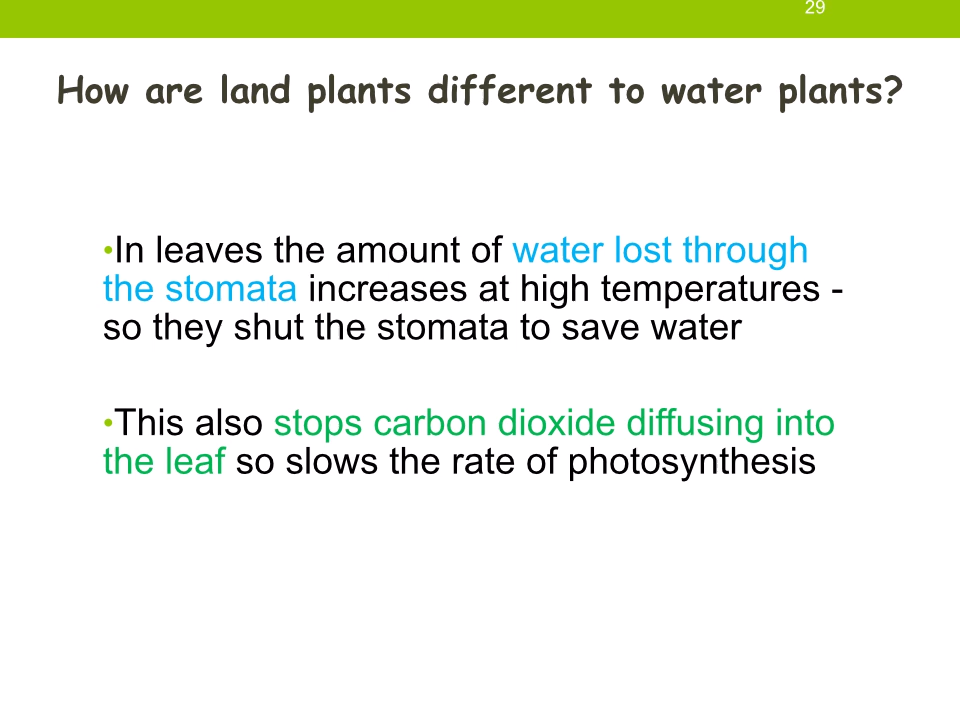 29
How are land plants different to water plants?
•In leaves the amount of water lost through
the stomata increases at high temperatures -
so they shut the stomata to save water
•This also stops carbon dioxide diffusing into
the leaf so slows the rate of photosynthesis